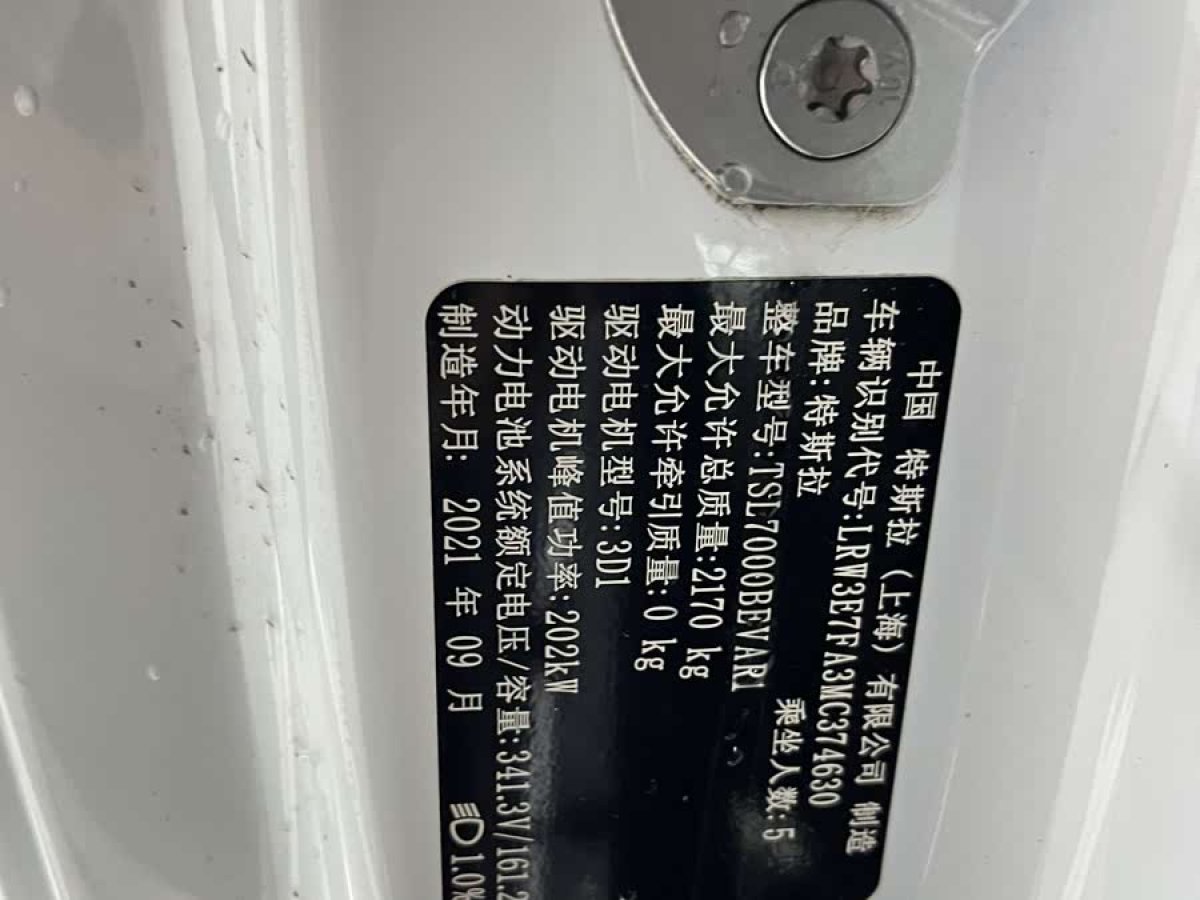 中国 特斯拉（上海）有限公司 制造
车辆识别代号:LRW3E7FA3MC374630
品牌:特斯拉 乘坐人数:5
整车型号:TSL7000BEVAR1
最大允许总质量:2170 kg
最大允许牵引质量:0 kg
驱动电机型号:3D1
驱动电机峰值功率:202kW
动力电池系统额定电压/容量:341.3V/161.2
制造年月: 2021 年 09 月 1.0%